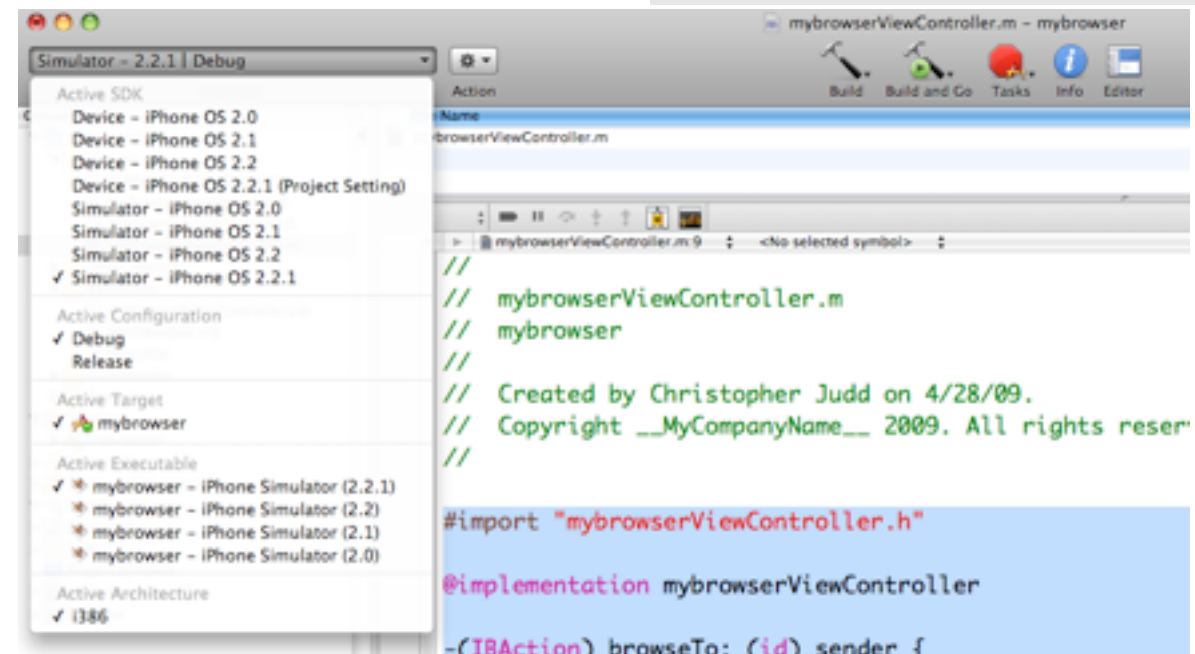 mybrowserViewController.m – mybrowser
Simulator – 2.2.1 | Debug
Action
Build
Build and Go
Tasks
Info
Editor
Active SDK
Device – iPhone OS 2.0
Device – iPhone OS 2.1
Device – iPhone OS 2.2
Device – iPhone OS 2.2.1 (Project Setting)
Simulator – iPhone OS 2.0
Simulator – iPhone OS 2.1
Simulator – iPhone OS 2.2
✓ Simulator – iPhone OS 2.2.1
Active Configuration
✓ Debug
Release
Active Target
✓ mybrowser
Active Executable
✓ mybrowser – iPhone Simulator (2.2.1)
mybrowser – iPhone Simulator (2.2)
mybrowser – iPhone Simulator (2.1)
mybrowser – iPhone Simulator (2.0)
Active Architecture
✓ i386
Name
browserViewController.m
mybrowserViewController.m:9 <No selected symbol>
//
// mybrowserViewController.m
// mybrowser
//
// Created by Christopher Judd on 4/28/09.
// Copyright __MyCompanyName__ 2009. All rights reser
//
#import "mybrowserViewController.h"
@implementation mybrowserViewController
-(IBAction) browseTo: (id) sender {